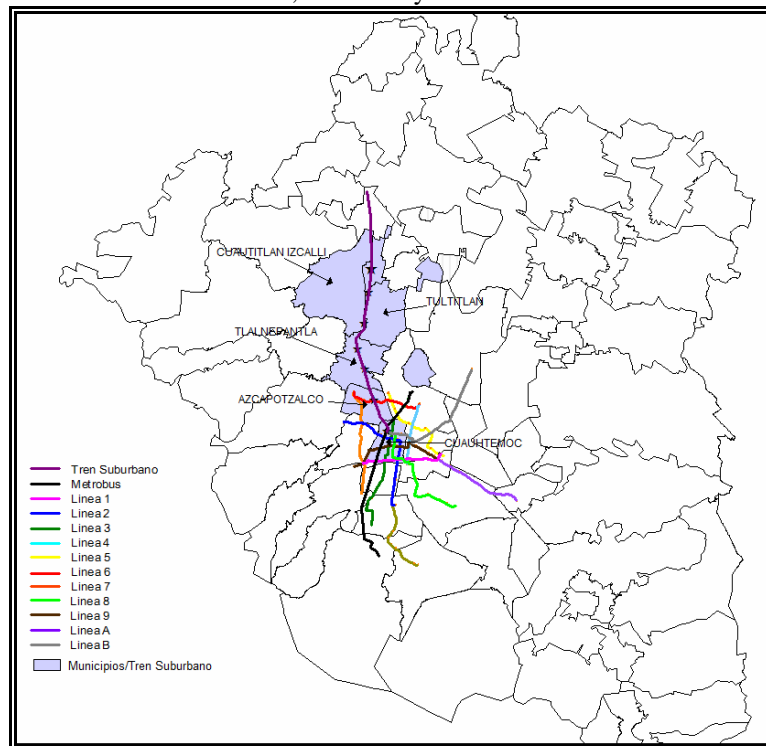 CUAUTITLAN IZCALLI
TULTITLAN
TLALNEPANTLA
AZCAPOTZALCO
CUAUHTEMOC
Tren Suburbano
Metrobus
Linea 1
Linea 2
Linea 3
Linea 4
Linea 5
Linea 6
Linea 7
Linea 8
Linea 9
Linea A
Linea B
Municipios/Tren Suburbano